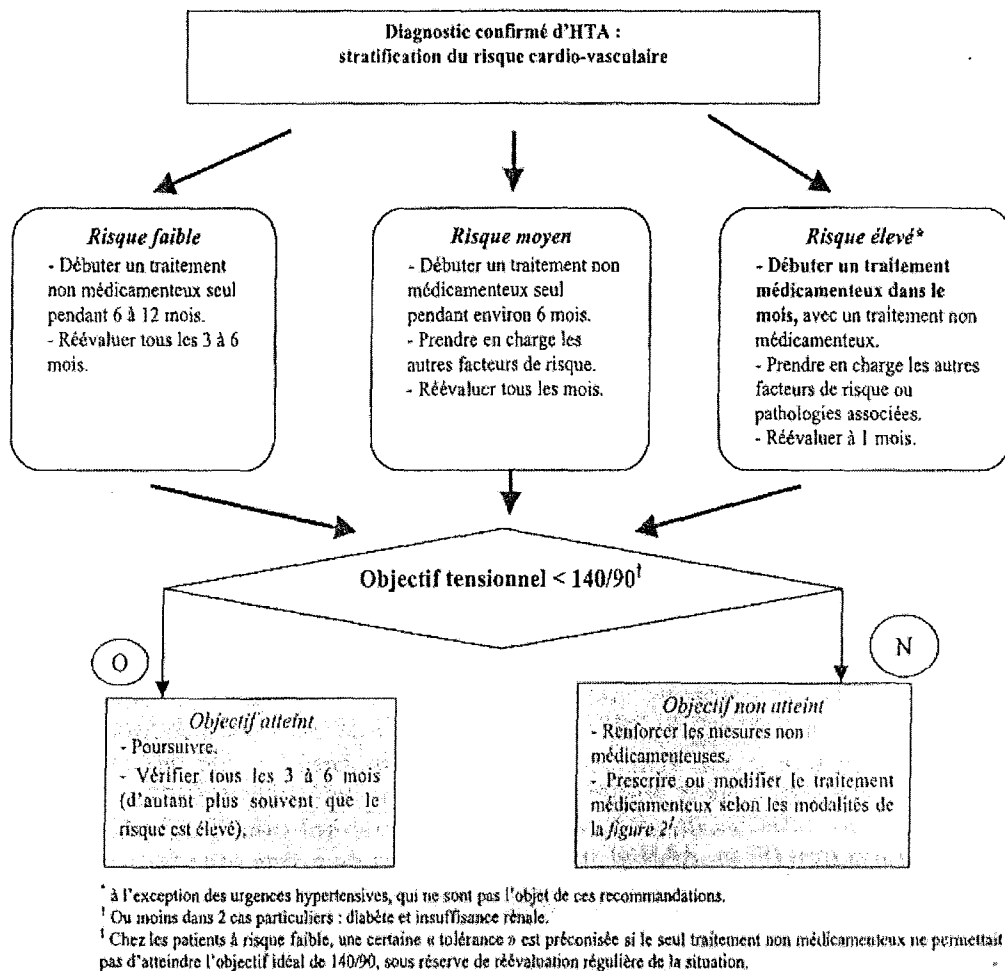 Diagnostic confirmé d'HTA :
stratification du risque cardio-vasculaire
Risque faible
- Débuter un traitement
non médicamenteux seul
pendant 6 à 12 mois.
- Réévaluer tous les 3 à 6
mois.
Risque moyen
- Débuter un traitement non
médicamenteux seul
pendant environ 6 mois.
- Prendre en charge les
autres facteurs de risque.
- Réévaluer tous les mois.
Risque élevé*
- Débuter un traitement
médicamenteux dans le
mois, avec un traitement non
médicamenteux.
- Prendre en charge les autres
facteurs de risque ou
pathologies associées.
- Réévaluer à 1 mois.
Objectif tensionnel < 140/90†
O
N
Objectif atteint
- Poursuivre.
- Vérifier tous les 3 à 6 mois
(d'autant plus souvent que le
risque est élevé).
Objectif non atteint
- Renforcer les mesures non
médicamenteuses.
- Prescrire ou modifier le traitement
médicamenteux selon les modalités de
la figure 2†.
* à l'exception des urgences hypertensives, qui ne sont pas l'objet de ces recommandations.
† Ou moins dans 2 cas particuliers : diabète et insuffisance rénale.
† Chez les patients à risque faible, une certaine « tolérance » est préconisée si le seul traitement non médicamenteux ne permettait
pas d'atteindre l'objectif idéal de 140/90, sous réserve de réévaluation régulière de la situation.